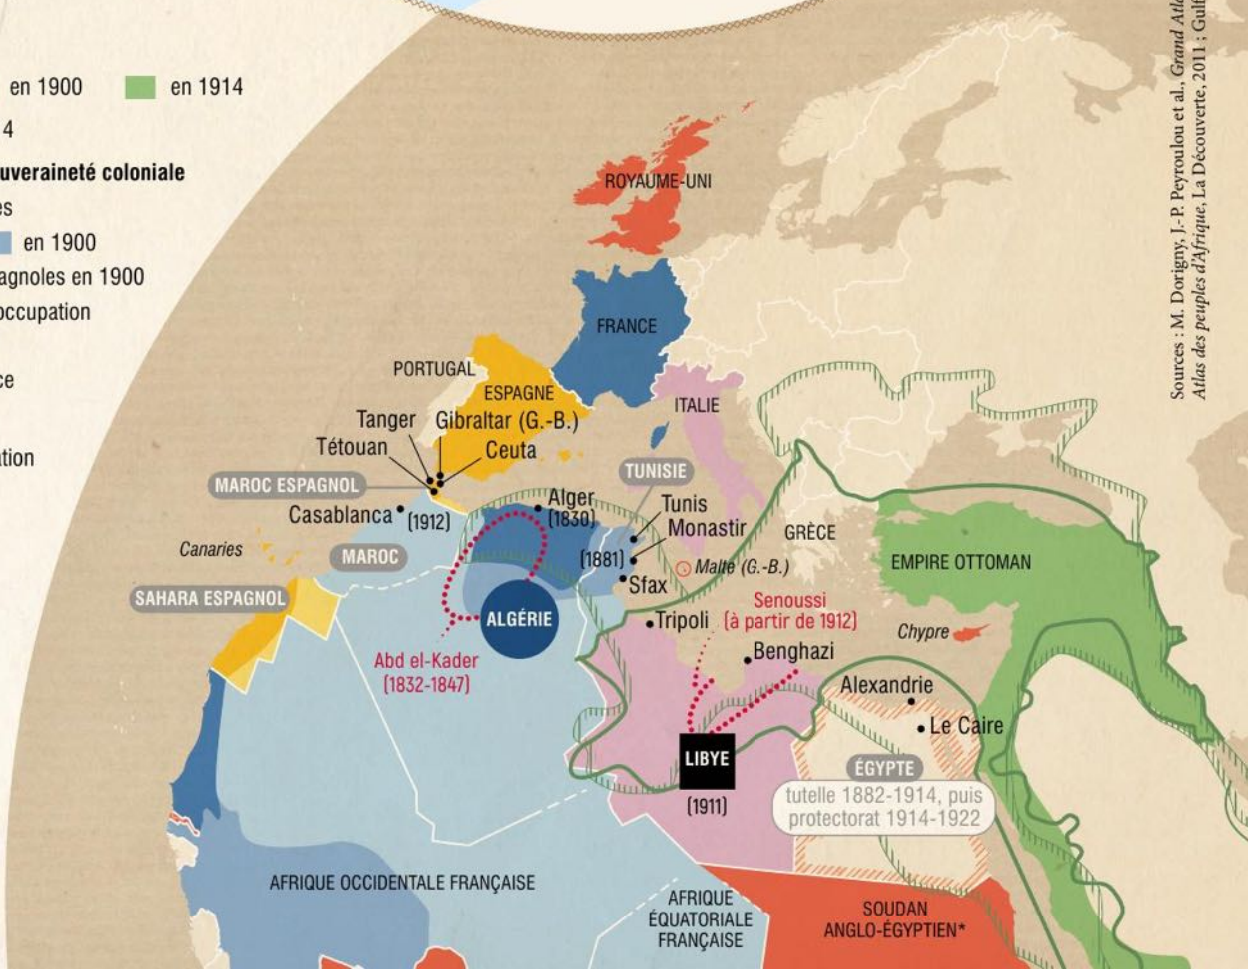 en 1900
en 1914
4
uveraineté coloniale
es
en 1900
agnoles en 1900
occupation
ce
tion
Sources : M. Dorigny, J.-P. Peyroulou et al., Grand Atla
Atlas des peuples d'Afrique, La Découverte, 2011 ; Gulf
ROYAUME-UNI
FRANCE
PORTUGAL
ESPAGNE
ITALIE
Tanger
Gibraltar (G.-B.)
Tétouan
Ceuta
TUNISIE
MAROC ESPAGNOL
Alger
(1830)
Tunis
Casablanca
(1912)
Monastir
GRÈCE
Canaries
MAROC
(1881)
Malte (G.-B.)
EMPIRE OTTOMAN
Sfax
SAHARA ESPAGNOL
ALGÉRIE
Tripoli
Senoussi
(à partir de 1912)
Chypre
Benghazi
Abd el-Kader
(1832-1847)
Alexandrie
Le Caire
LIBYE
(1911)
ÉGYPTE
tutelle 1882-1914, puis
protectorat 1914-1922
AFRIQUE OCCIDENTALE FRANÇAISE
AFRIQUE
ÉQUATORIALE
FRANÇAISE
SOUDAN
ANGLO-ÉGYPTIEN*